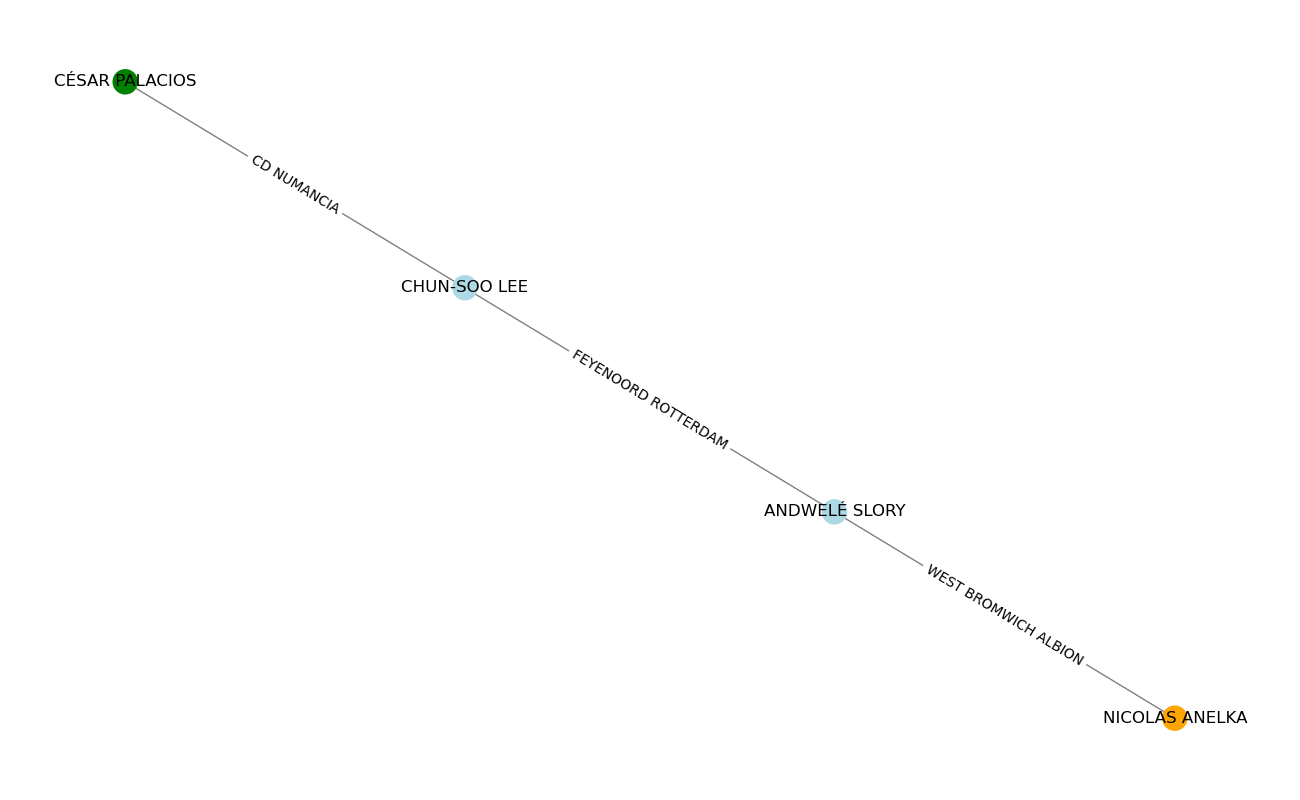 CÉSAR PALACIOS
CD NUMANCIA
CHUN-SOO LEE
FEYENOORD ROTTERDAM
ANDWELÉ SLORY
WEST BROMWICH ALBION
NICOLAS ANELKA